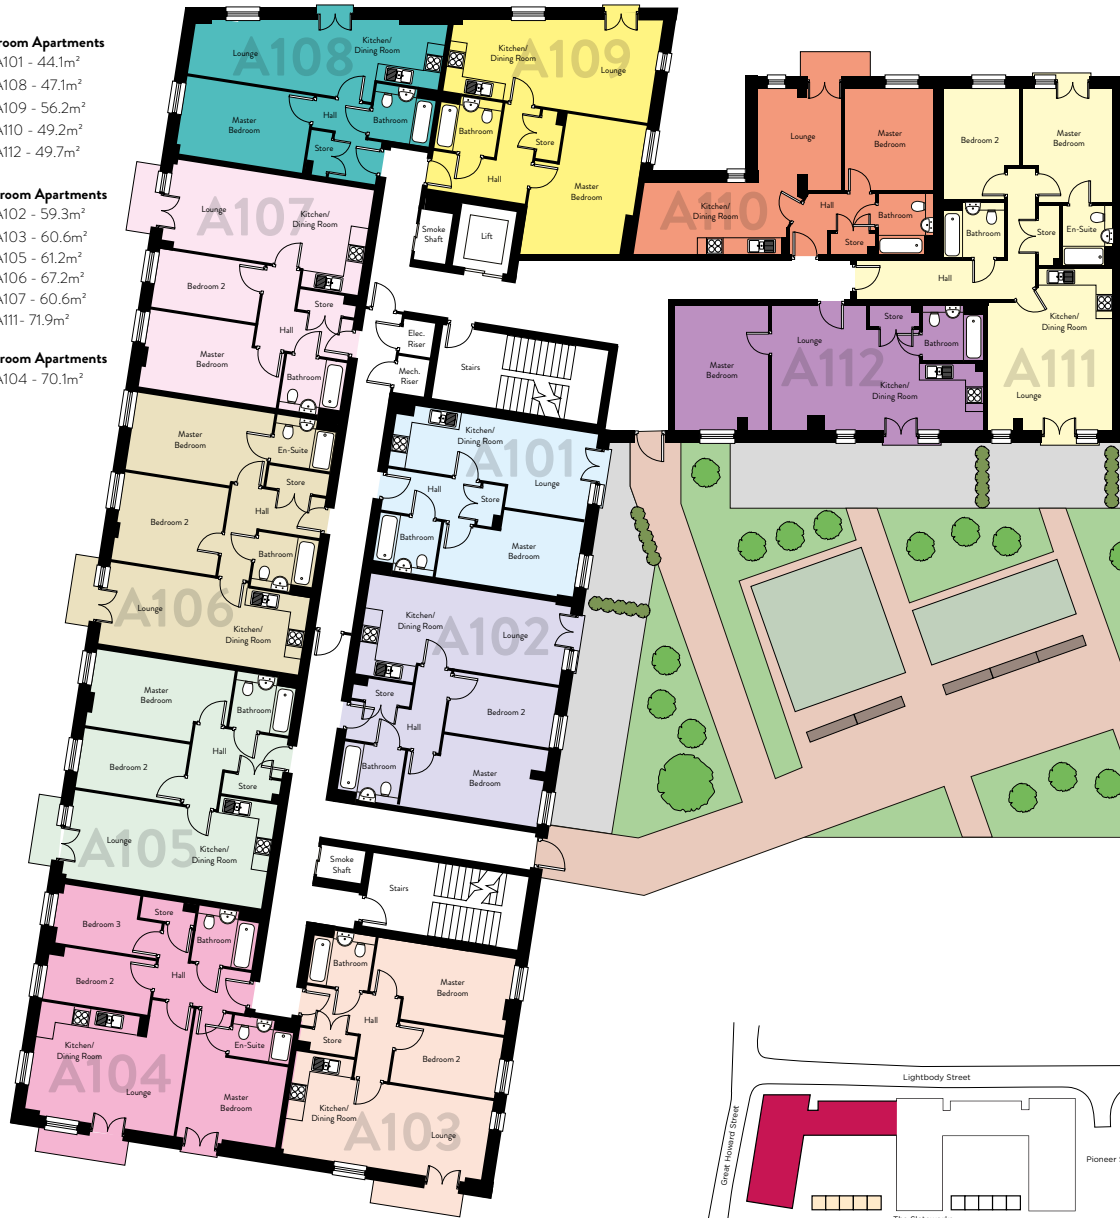 room Apartments
A101 - 44.1m²
A108 - 47.1m²
A109 - 56.2m²
A110 - 49.2m²
A112 - 49.7m²
room Apartments
A102 - 59.3m²
A103 - 60.6m²
A105 - 61.2m²
A106 - 67.2m²
A107 - 60.6m²
A111- 71.9m²
room Apartments
A104 - 70.1m²
A108
Lounge
Kitchen/
Dining Room
Master
Bedroom
Hall
Bathroom
Store
A109
Kitchen/
Dining Room
Lounge
Bathroom
Store
Hall
Master
Bedroom
A110
Lounge
Master
Bedroom
Kitchen/
Dining Room
Hall
Bathroom
Store
A111
Bedroom 2
Master
Bedroom
Bathroom
Store
En-Suite
Hall
Kitchen/
Dining Room
Lounge
A112
Master
Bedroom
Lounge
Store
Bathroom
Kitchen/
Dining Room
A107
Lounge
Kitchen/
Dining Room
Bedroom 2
Store
Hall
Master
Bedroom
Bathroom
Smoke
Shaft
Lift
Elec.
Riser
Mech.
Riser
Stairs
A106
Master
Bedroom
En-Suite
Store
Bedroom 2
Hall
Bathroom
Lounge
Kitchen/
Dining Room
A101
Kitchen/
Dining Room
Lounge
Hall
Store
Bathroom
Master
Bedroom
A102
Kitchen/
Dining Room
Lounge
Store
Hall
Bedroom 2
Bathroom
Master
Bedroom
A105
Master
Bedroom
Bathroom
Bedroom 2
Hall
Store
Lounge
Kitchen/
Dining Room
Smoke
Shaft
Stairs
A104
Bedroom 3
Store
Bathroom
Bedroom 2
Hall
Kitchen/
Dining Room
En-Suite
Lounge
Master
Bedroom
A103
Bathroom
Master
Bedroom
Hall
Store
Bedroom 2
Kitchen/
Dining Room
Lounge
Lightbody Street
Great Howard Street
Pioneer